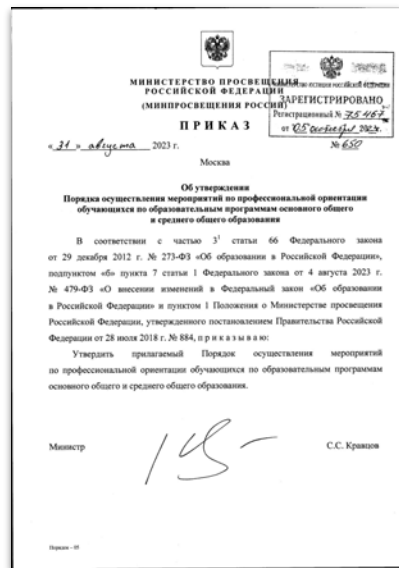 МИНИСТЕРСТВО ПРОСВЕЩЕНИЯ
РОССИЙСКОЙ ФЕДЕРАЦИИ
(МИНПРОСВЕЩЕНИЯ РОССИИ)
ЗАРЕГИСТРИРОВАНО
Регистрационный № 75467
от "05 октября 2023г.
ПРИКАЗ
« 31 » августа 2023 г.
№ 650
Москва
Об утверждении
Порядка осуществления мероприятий по профессиональной ориентации
обучающихся по образовательным программам основного общего
и среднего общего образования
В соответствии с частью 3¹ статьи 66 Федерального закона
от 29 декабря 2012 г. № 273-ФЗ «Об образовании в Российской Федерации»,
подпунктом «б» пункта 7 статьи 1 Федерального закона от 4 августа 2023 г.
№ 479-ФЗ «О внесении изменений в Федеральный закон «Об образовании
в Российской Федерации» и пунктом 1 Положения о Министерстве просвещения
Российской Федерации, утвержденного постановлением Правительства Российской
Федерации от 28 июля 2018 г. № 884, п р и к а з ы в а ю:
Утвердить прилагаемый Порядок осуществления мероприятий
по профессиональной ориентации обучающихся по образовательным программам
основного общего и среднего общего образования.
Министр
С.С. Кравцов
Порядок – 05